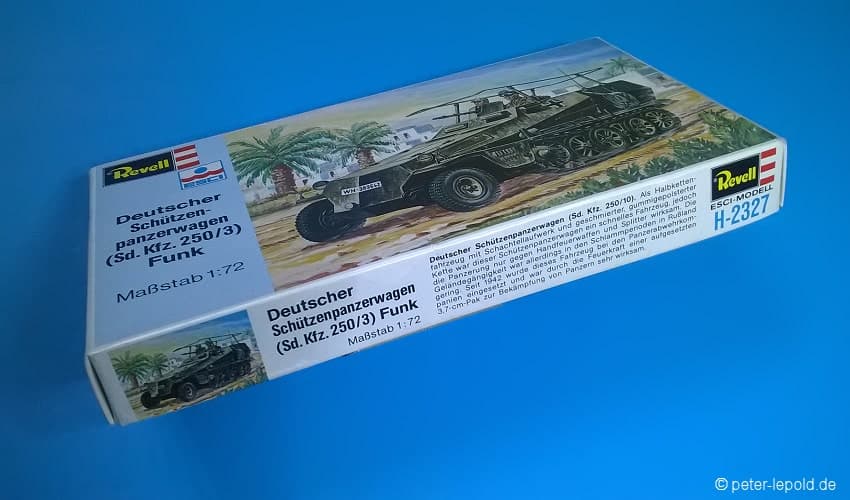 Revell
ESCI
Deutscher
Schützen-
panzerwagen
(Sd. Kfz. 250/3)
Funk
Maßstab 1:72
Deutscher
Schützenpanzerwagen
(Sd. Kfz. 250/3) Funk
Maßstab 1:72
Deutscher Schützenpanzerwagen (Sd. Kfz. 250/10). Als Halbketten-
fahrzeug mit Schachtellaufwerk und geschmierter, gummigepolsterter
Kette war dieser Schützenpanzerwagen ein schnelles Fahrzeug, jedoch
die Panzerung nur gegen Handfeuerwaffen und Splitter wirksam. Die
Geländegängigkeit war allerdings in den Schlammperioden in Rußland
gering. Seit 1942 wurde dieses Fahrzeug bei den Panzerabwehrkom-
panien eingesetzt und war durch die Feuerkraft einer aufgesetzten
3,7-cm-Pak zur Bekämpfung von Panzern sehr wirksam.
Revell
ESCI-MODELL
H-2327
© peter-lepold.de